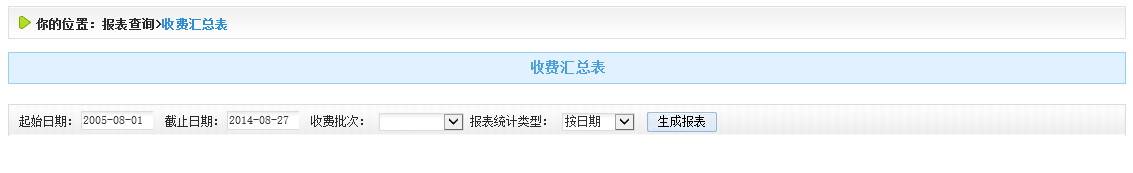 你的位置：报表查询>收费汇总表
收费汇总表
起始日期： 2005-08-01 截止日期： 2014-08-27 收费批次： 报表统计类型： 按日期 生成报表